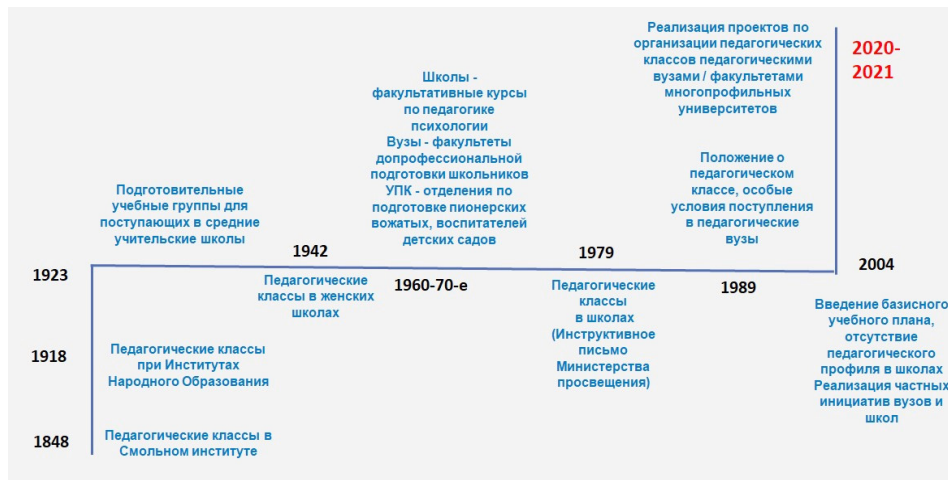 Реализация проектов по
организации педагогических
классов педагогическими
вузами / факультетами
многопрофильных
университетов
2020-
2021
Школы -
факультативные курсы
по педагогике
психологии
Вузы - факультеты
допрофессиональной
подготовки школьников
УПК - отделения по
подготовке пионерских
вожатых, воспитателей
детских садов
Положение о
педагогическом
классе, особые
условия поступления
в педагогические
вузы
Подготовительные
учебные группы для
поступающих в средние
учительские школы
1942
1979
2004
1923
Педагогические
классы в женских
школах
1960-70-е
Педагогические
классы
в школах
(Инструктивное
письмо
Министерства
просвещения)
1989
Введение базисного
учебного плана,
отсутствие
педагогического
профиля в школах
Реализация частных
инициатив вузов и
школ
1918
Педагогические классы
при Институтах
Народного Образования
1848
Педагогические классы в
Смольном институте